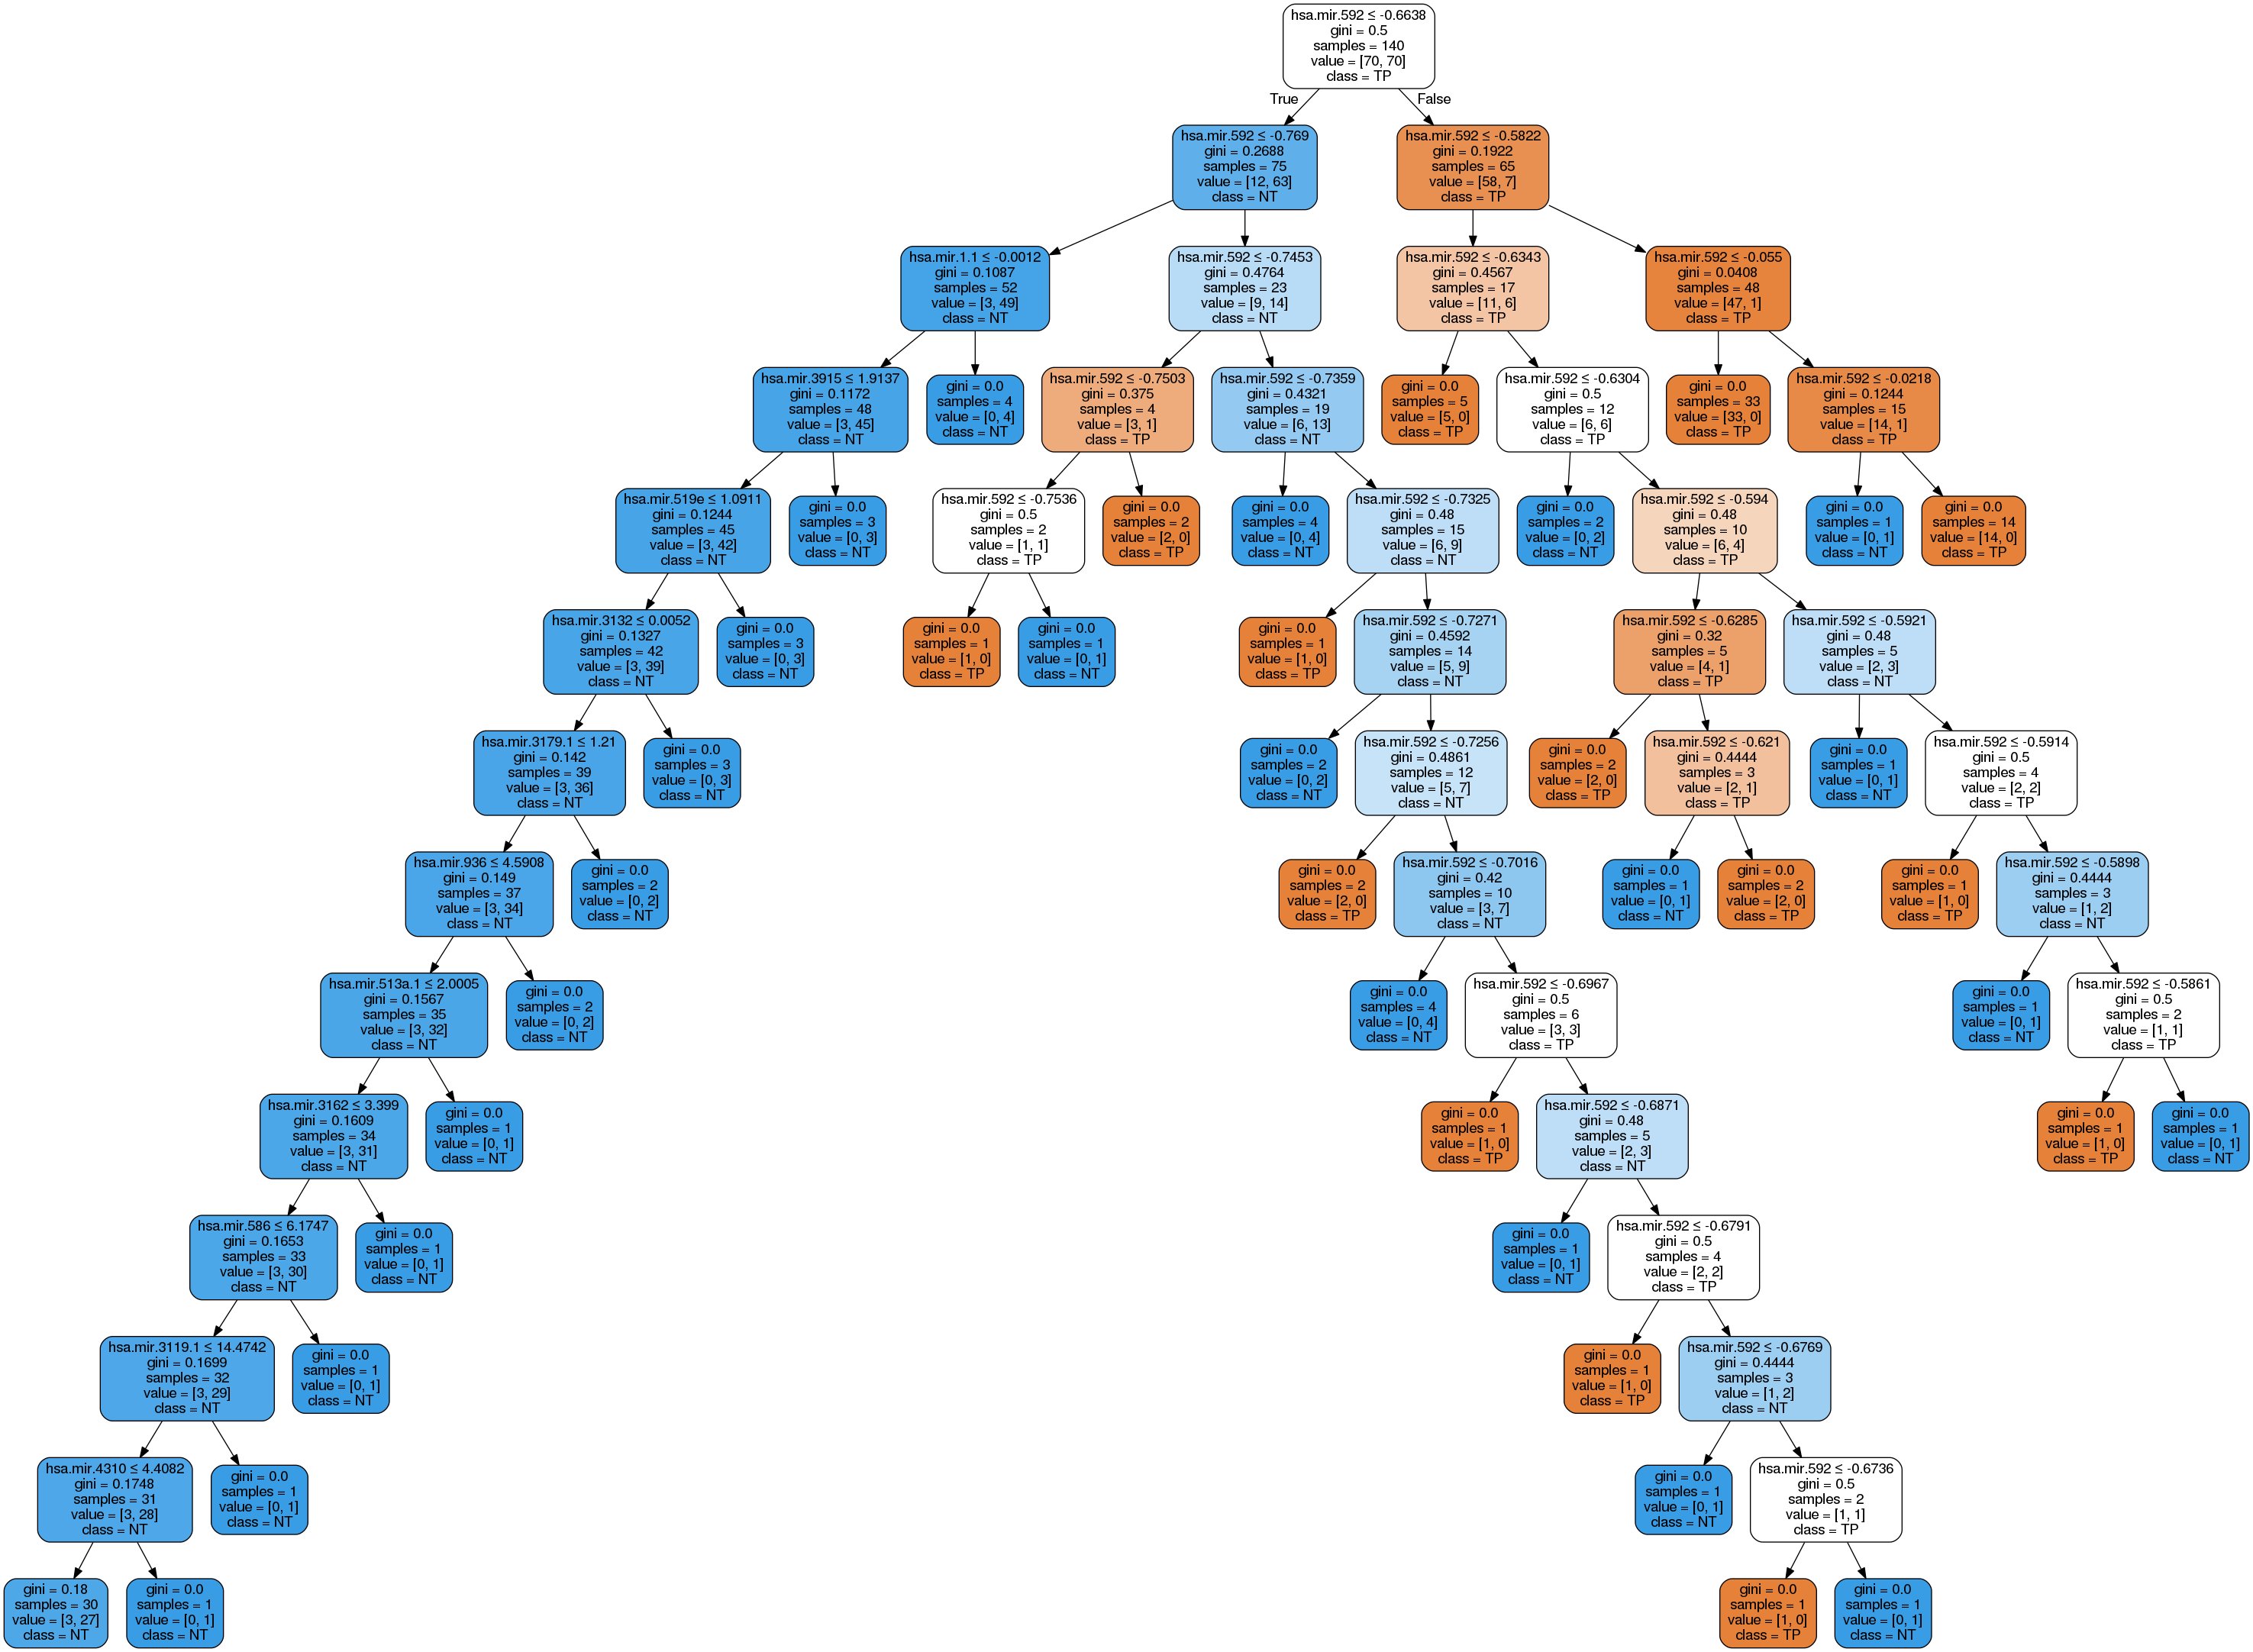 hsa.mir.592 ≤ -0.6638
gini = 0.5
samples = 140
value = [70, 70]
class = TP
True
False
hsa.mir.592 ≤ -0.769
gini = 0.2688
samples = 75
value = [12, 63]
class = NT
hsa.mir.592 ≤ -0.5822
gini = 0.1922
samples = 65
value = [58, 7]
class = TP
hsa.mir.1.1 ≤ -0.0012
gini = 0.1087
samples = 52
value = [3, 49]
class = NT
hsa.mir.592 ≤ -0.7453
gini = 0.4764
samples = 23
value = [9, 14]
class = NT
hsa.mir.592 ≤ -0.6343
gini = 0.4567
samples = 17
value = [11, 6]
class = TP
hsa.mir.592 ≤ -0.055
gini = 0.0408
samples = 48
value = [47, 1]
class = TP
hsa.mir.3915 ≤ 1.9137
gini = 0.1172
samples = 48
value = [3, 45]
class = NT
gini = 0.0
samples = 4
value = [0, 4]
class = NT
hsa.mir.592 ≤ -0.7503
gini = 0.375
samples = 4
value = [3, 1]
class = TP
hsa.mir.592 ≤ -0.7359
gini = 0.4321
samples = 19
value = [6, 13]
class = NT
gini = 0.0
samples = 5
value = [5, 0]
class = TP
hsa.mir.592 ≤ -0.6304
gini = 0.5
samples = 12
value = [6, 6]
class = TP
gini = 0.0
samples = 33
value = [33, 0]
class = TP
hsa.mir.592 ≤ -0.0218
gini = 0.1244
samples = 15
value = [14, 1]
class = TP
hsa.mir.519e ≤ 1.0911
gini = 0.1244
samples = 45
value = [3, 42]
class = NT
gini = 0.0
samples = 3
value = [0, 3]
class = NT
hsa.mir.592 ≤ -0.7536
gini = 0.5
samples = 2
value = [1, 1]
class = TP
gini = 0.0
samples = 2
value = [2, 0]
class = TP
gini = 0.0
samples = 4
value = [0, 4]
class = NT
hsa.mir.592 ≤ -0.7325
gini = 0.48
samples = 15
value = [6, 9]
class = NT
gini = 0.0
samples = 2
value = [0, 2]
class = NT
hsa.mir.592 ≤ -0.594
gini = 0.48
samples = 10
value = [6, 4]
class = TP
gini = 0.0
samples = 1
value = [0, 1]
class = NT
gini = 0.0
samples = 14
value = [14, 0]
class = TP
hsa.mir.3132 ≤ 0.0052
gini = 0.1327
samples = 42
value = [3, 39]
class = NT
gini = 0.0
samples = 3
value = [0, 3]
class = NT
gini = 0.0
samples = 1
value = [1, 0]
class = TP
gini = 0.0
samples = 1
value = [0, 1]
class = NT
gini = 0.0
samples = 1
value = [1, 0]
class = TP
hsa.mir.592 ≤ -0.7271
gini = 0.4592
samples = 14
value = [5, 9]
class = NT
hsa.mir.592 ≤ -0.6285
gini = 0.32
samples = 5
value = [4, 1]
class = TP
hsa.mir.592 ≤ -0.5921
gini = 0.48
samples = 5
value = [2, 3]
class = NT
hsa.mir.3179.1 ≤ 1.21
gini = 0.142
samples = 39
value = [3, 36]
class = NT
gini = 0.0
samples = 3
value = [0, 3]
class = NT
gini = 0.0
samples = 2
value = [0, 2]
class = NT
hsa.mir.592 ≤ -0.7256
gini = 0.4861
samples = 12
value = [5, 7]
class = NT
gini = 0.0
samples = 2
value = [2, 0]
class = TP
hsa.mir.592 ≤ -0.621
gini = 0.4444
samples = 3
value = [2, 1]
class = TP
gini = 0.0
samples = 1
value = [0, 1]
class = NT
hsa.mir.592 ≤ -0.5914
gini = 0.5
samples = 4
value = [2, 2]
class = TP
hsa.mir.936 ≤ 4.5908
gini = 0.149
samples = 37
value = [3, 34]
class = NT
gini = 0.0
samples = 2
value = [0, 2]
class = NT
gini = 0.0
samples = 2
value = [2, 0]
class = TP
hsa.mir.592 ≤ -0.7016
gini = 0.42
samples = 10
value = [3, 7]
class = NT
gini = 0.0
samples = 1
value = [0, 1]
class = NT
gini = 0.0
samples = 2
value = [2, 0]
class = TP
gini = 0.0
samples = 1
value = [1, 0]
class = TP
hsa.mir.592 ≤ -0.5898
gini = 0.4444
samples = 3
value = [1, 2]
class = NT
hsa.mir.513a.1 ≤ 2.0005
gini = 0.1567
samples = 35
value = [3, 32]
class = NT
gini = 0.0
samples = 2
value = [0, 2]
class = NT
gini = 0.0
samples = 4
value = [0, 4]
class = NT
hsa.mir.592 ≤ -0.6967
gini = 0.5
samples = 6
value = [3, 3]
class = TP
gini = 0.0
samples = 1
value = [0, 1]
class = NT
hsa.mir.592 ≤ -0.5861
gini = 0.5
samples = 2
value = [1, 1]
class = TP
hsa.mir.3162 ≤ 3.399
gini = 0.1609
samples = 34
value = [3, 31]
class = NT
gini = 0.0
samples = 1
value = [0, 1]
class = NT
gini = 0.0
samples = 1
value = [1, 0]
class = TP
hsa.mir.592 ≤ -0.6871
gini = 0.48
samples = 5
value = [2, 3]
class = NT
gini = 0.0
samples = 1
value = [1, 0]
class = TP
gini = 0.0
samples = 1
value = [0, 1]
class = NT
hsa.mir.586 ≤ 6.1747
gini = 0.1653
samples = 33
value = [3, 30]
class = NT
gini = 0.0
samples = 1
value = [0, 1]
class = NT
gini = 0.0
samples = 1
value = [0, 1]
class = NT
hsa.mir.592 ≤ -0.6791
gini = 0.5
samples = 4
value = [2, 2]
class = TP
hsa.mir.3119.1 ≤ 14.4742
gini = 0.1699
samples = 32
value = [3, 29]
class = NT
gini = 0.0
samples = 1
value = [0, 1]
class = NT
gini = 0.0
samples = 1
value = [1, 0]
class = TP
hsa.mir.592 ≤ -0.6769
gini = 0.4444
samples = 3
value = [1, 2]
class = NT
hsa.mir.4310 ≤ 4.4082
gini = 0.1748
samples = 31
value = [3, 28]
class = NT
gini = 0.0
samples = 1
value = [0, 1]
class = NT
gini = 0.0
samples = 1
value = [0, 1]
class = NT
hsa.mir.592 ≤ -0.6736
gini = 0.5
samples = 2
value = [1, 1]
class = TP
gini = 0.18
samples = 30
value = [3, 27]
class = NT
gini = 0.0
samples = 1
value = [0, 1]
class = NT
gini = 0.0
samples = 1
value = [1, 0]
class = TP
gini = 0.0
samples = 1
value = [0, 1]
class = NT